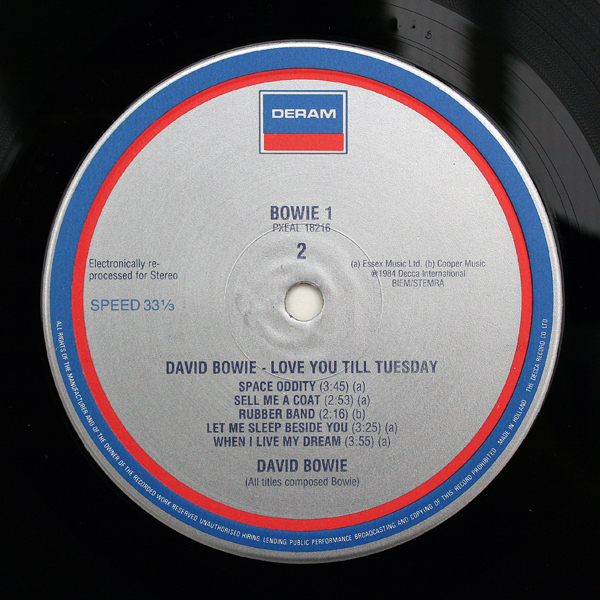 DERAM
BOWIE 1
PXEAL 18216
2
Electronically re-
processed for Stereo
SPEED 33⅓
(a) Essex Music Ltd. (b) Cooper Music
℗1984 Decca International
BIEM/STEMRA
DAVID BOWIE - LOVE YOU TILL TUESDAY
SPACE ODDITY (3:45) (a)
SELL ME A COAT (2:53) (a)
RUBBER BAND (2:16) (b)
LET ME SLEEP BESIDE YOU (3:25) (a)
WHEN I LIVE MY DREAM (3:55) (a)
DAVID BOWIE
(All titles composed Bowie)
ALL RIGHTS OF THE MANUFACTURER AND OF THE OWNER OF THE RECORDED WORK RESERVED. UNAUTHORISED HIRING, LENDING, PUBLIC PERFORMANCE BROADCASTING AND COPYING OF THIS RECORD PROHIBITED MADE IN HOLLAND THE DECCA RECORD CO LTD